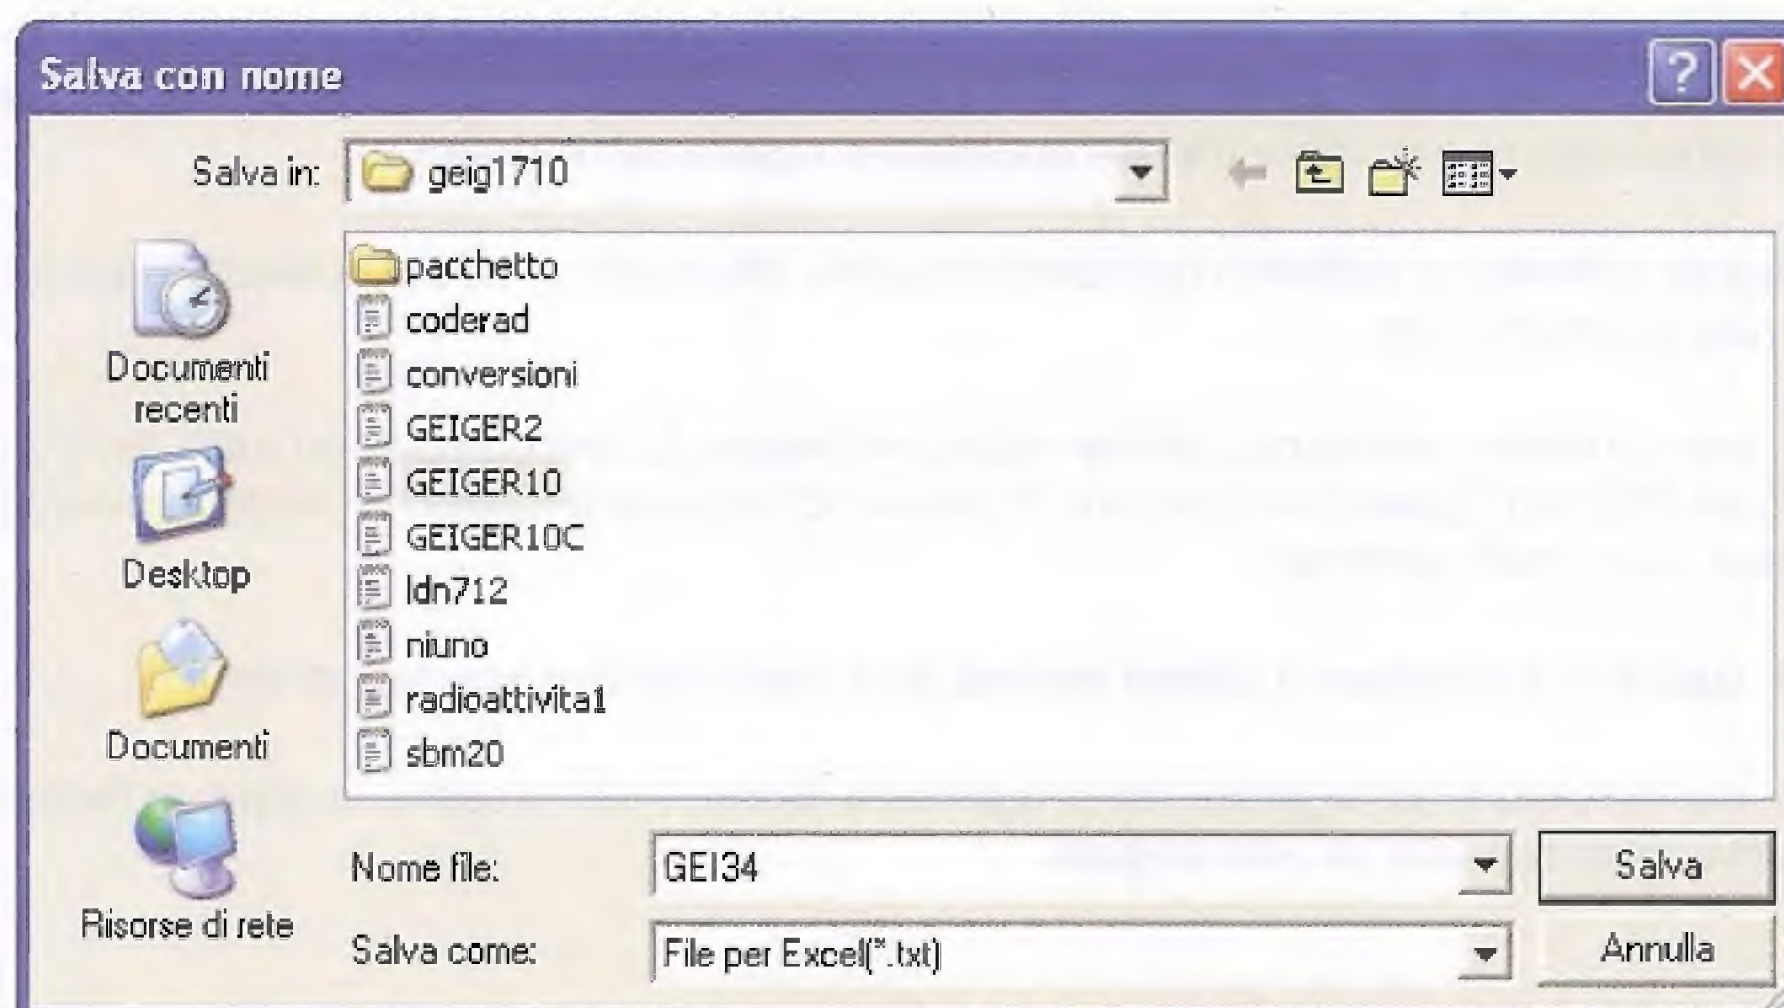 Salva con nome
Salva in: geig1710
pacchetto
coderad
conversioni
GEIGER2
GEIGER10
GEIGER10C
ldn712
niuno
radioattivita1
sbm20
Documenti
recenti
Desktop
Documenti
Risorse di rete
Nome file: GEI34 Salva
Salva come: File per Excel(*.txt) Annulla